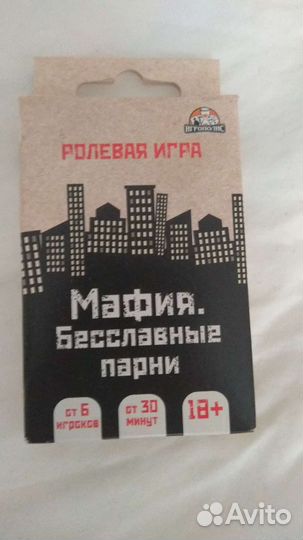 ИГРОПОЛИС
РОЛЕВАЯ ИГРА
Мафия.
Бесславные
парни
от 6
игроков
от 30
минут
18+
Avito